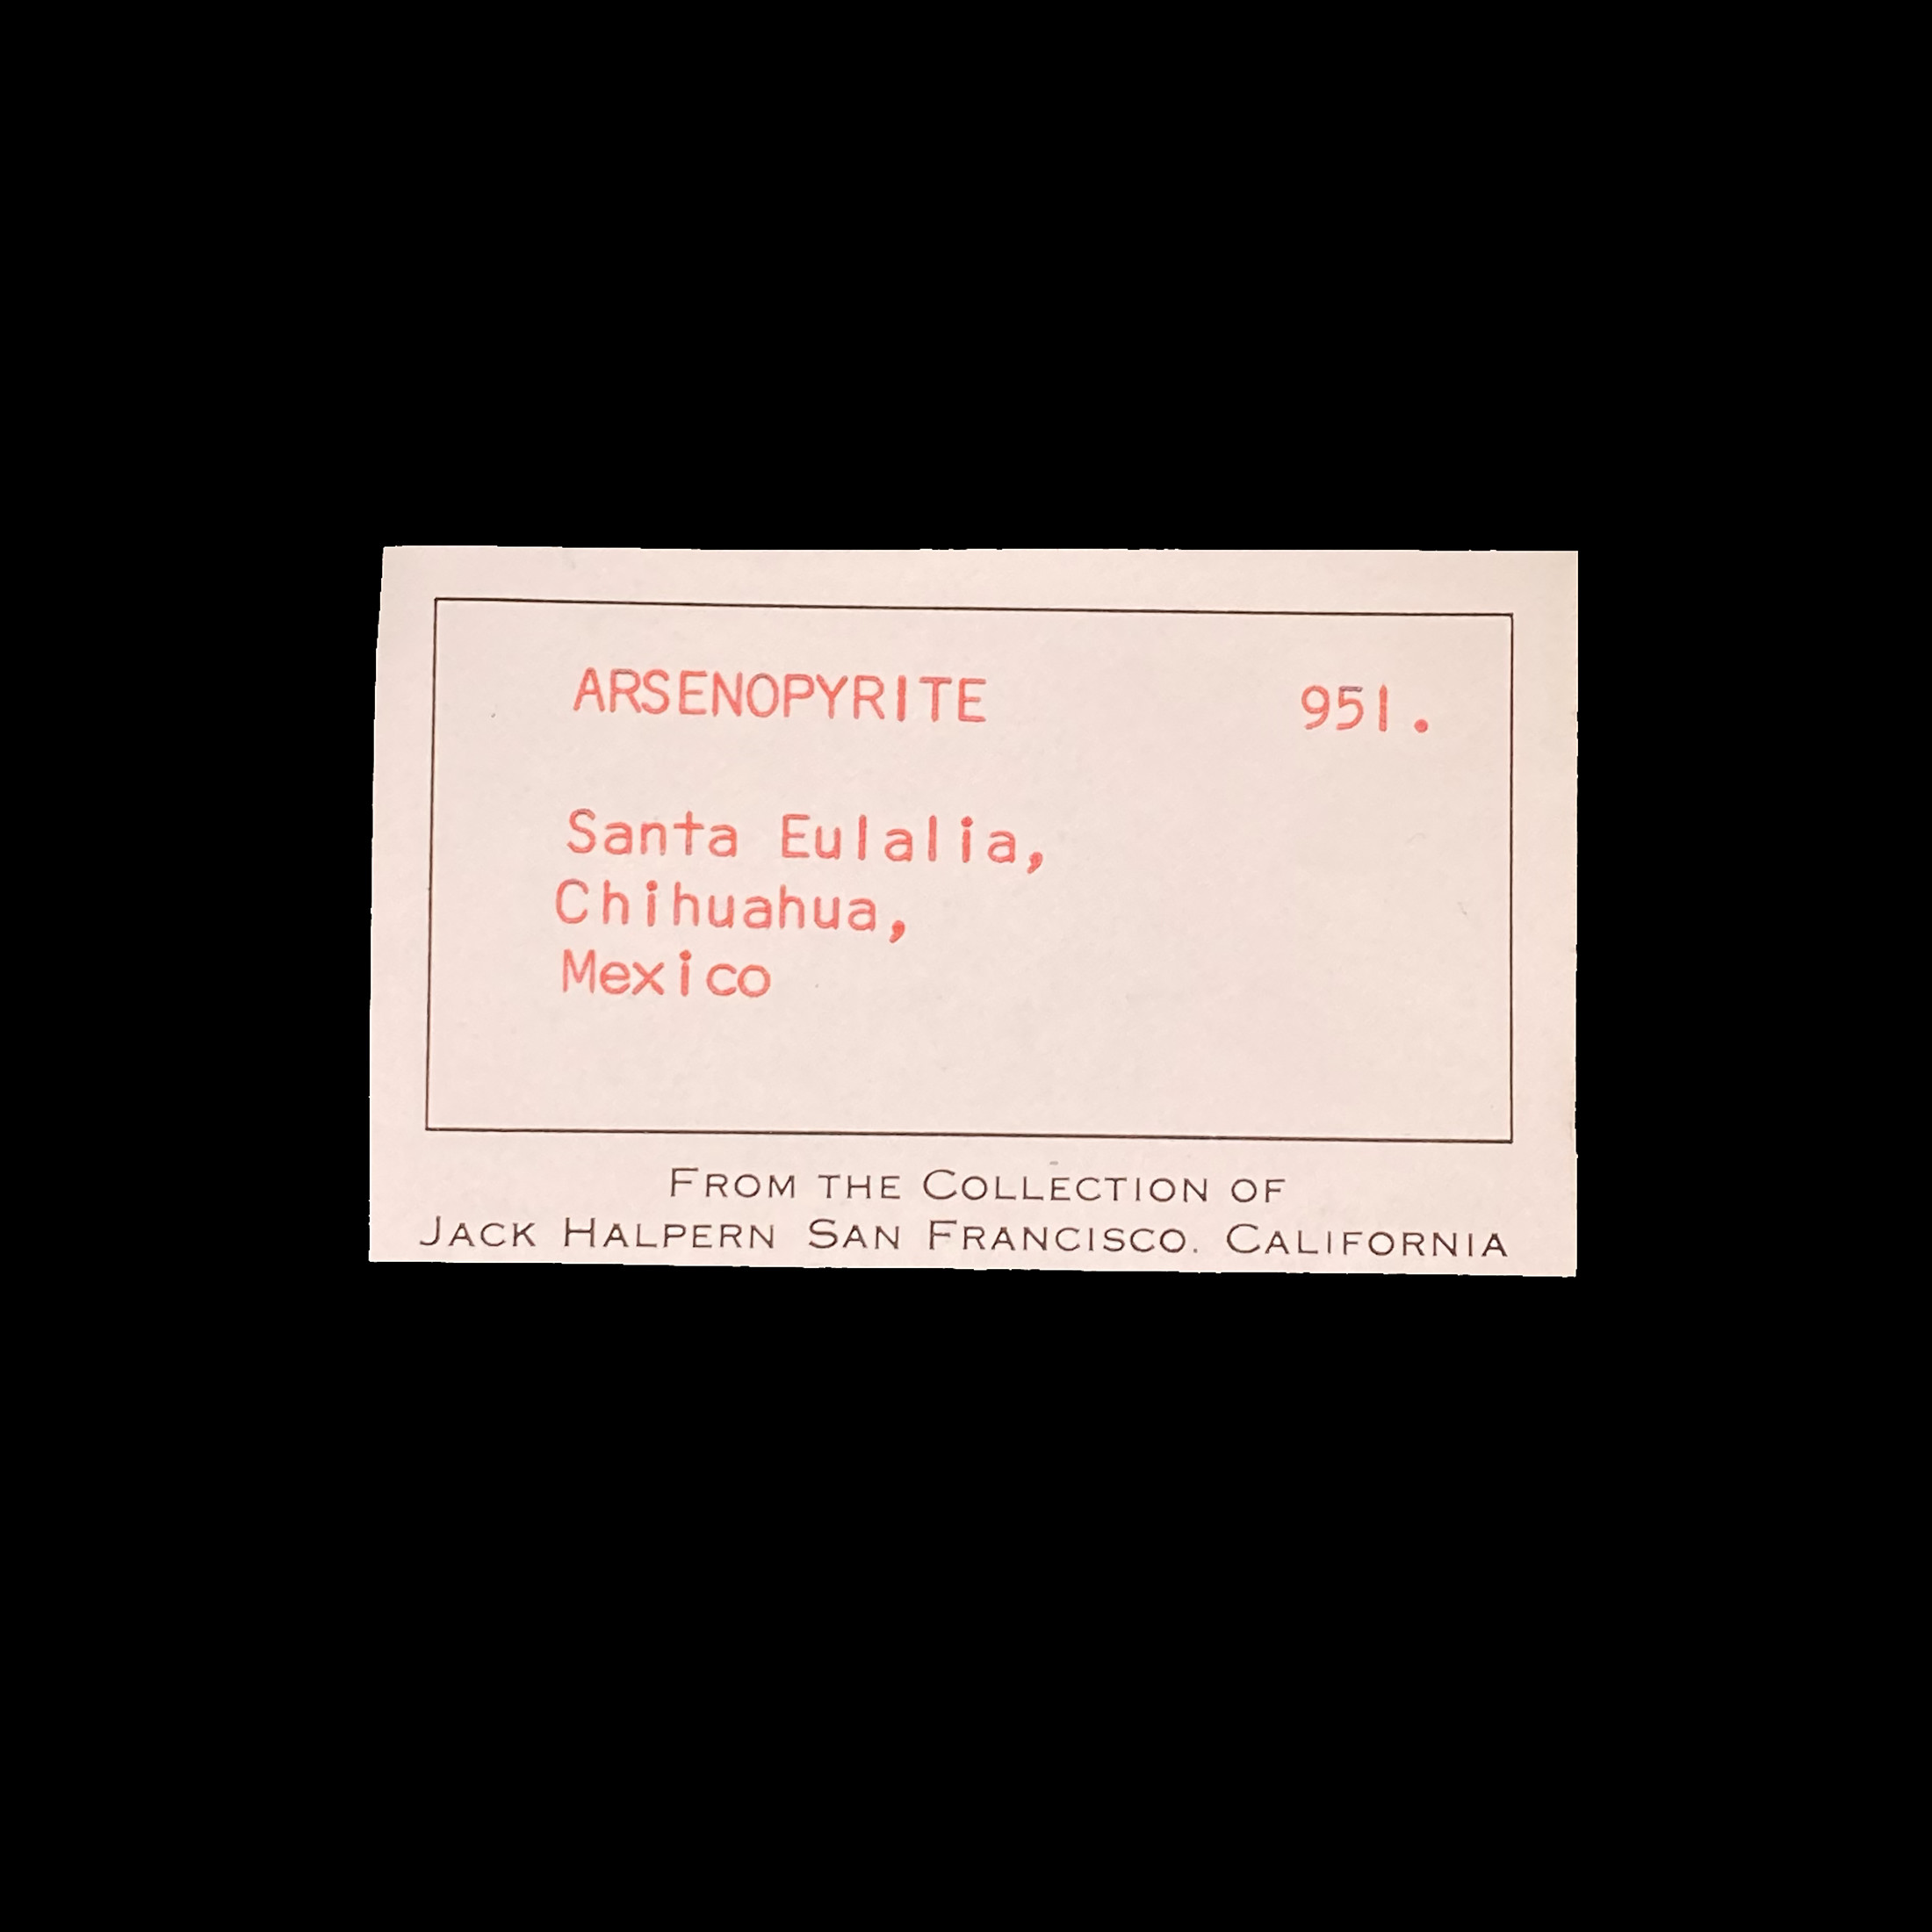 ARSENOPYRITE 951.
Santa Eulalia,
Chihuahua,
Mexico
FROM THE COLLECTION OF
JACK HALPERN SAN FRANCISCO. CALIFORNIA